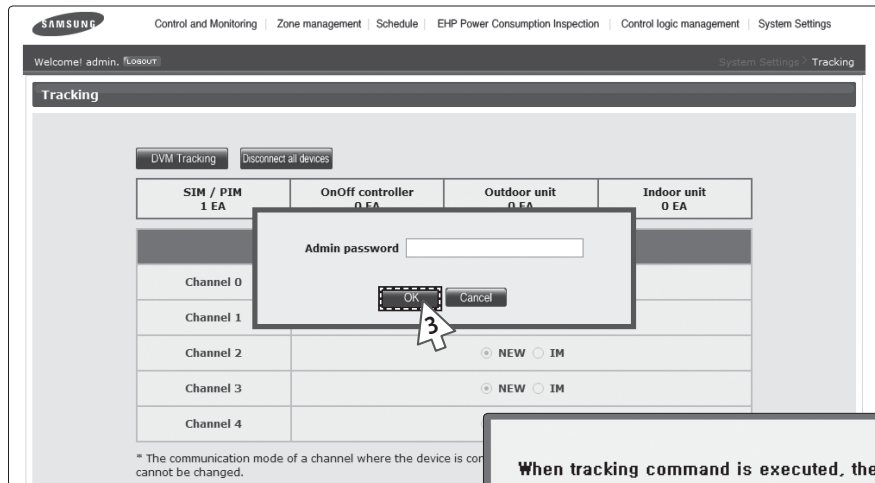 SAMSUNG
Control and Monitoring | Zone management | Schedule | EHP Power Consumption Inspection | Control logic management | System Settings
Welcome! admin. LOGOUT
System Settings > Tracking
Tracking
DVM Tracking Disconnect all devices
SIM / PIM OnOff controller Outdoor unit Indoor unit
1 EA 0 EA 0 EA 0 EA
Admin password
Channel 0
OK Cancel
Channel 1
3
Channel 2 NEW IM
Channel 3 NEW IM
Channel 4
* The communication mode of a channel where the device is con
When tracking command is executed, the
cannot be changed.